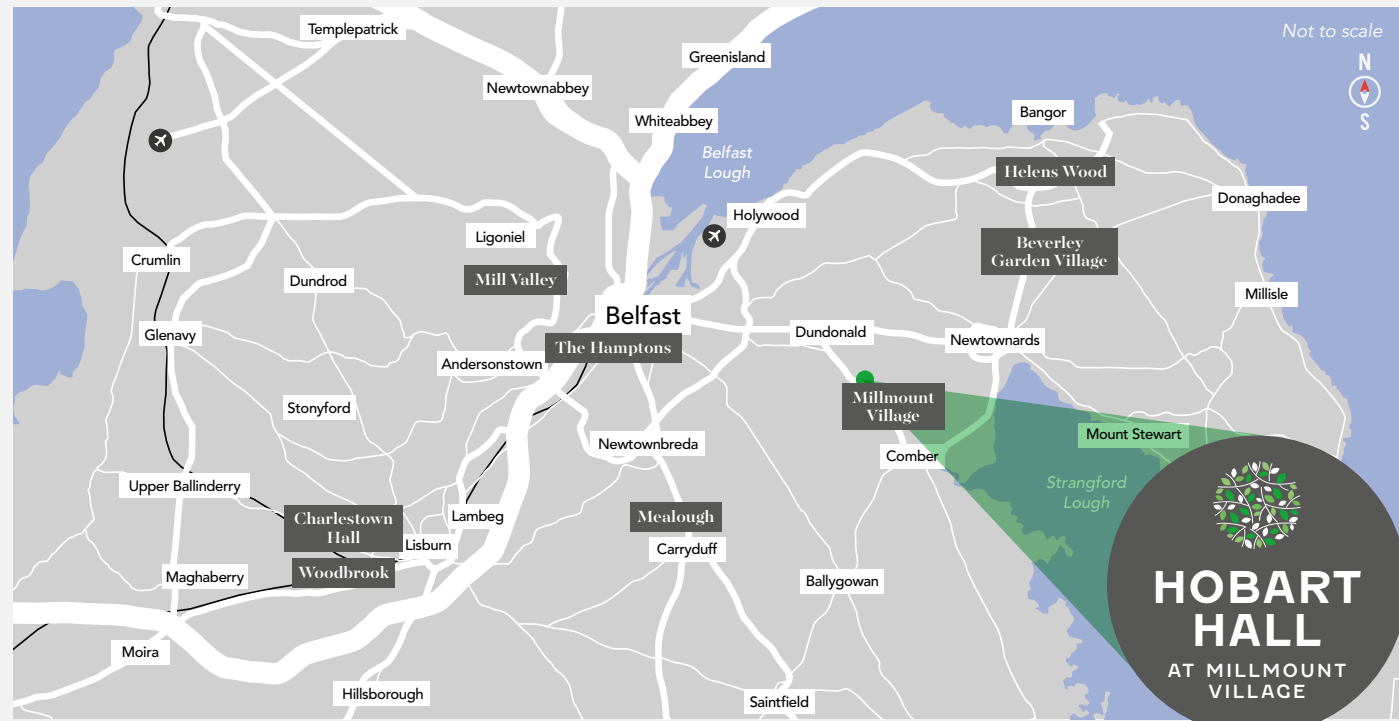 Templepatrick
Not to scale
Greenisland
N
Newtownabbey
S
Bangor
Whiteabbey
Belfast
Lough
Helens Wood
Donaghadee
Holywood
Ligoniel
Beverley
Garden Village
Crumlin
Mill Valley
Dundrod
Millisle
Belfast
Glenavy
Dundonald
Newtownards
The Hamptons
Andersonstown
Millmount
Village
Stonyford
Mount Stewart
Newtownbreda
Comber
Upper Ballinderry
Strangford
Lough
Charlestown
Hall
Lambeg
Mealough
Lisburn
Carryduff
Woodbrook
Maghaberry
Ballygowan
HOBART
HALL
AT MILLMOUNT
VILLAGE
Moira
Hillsborough
Saintfield